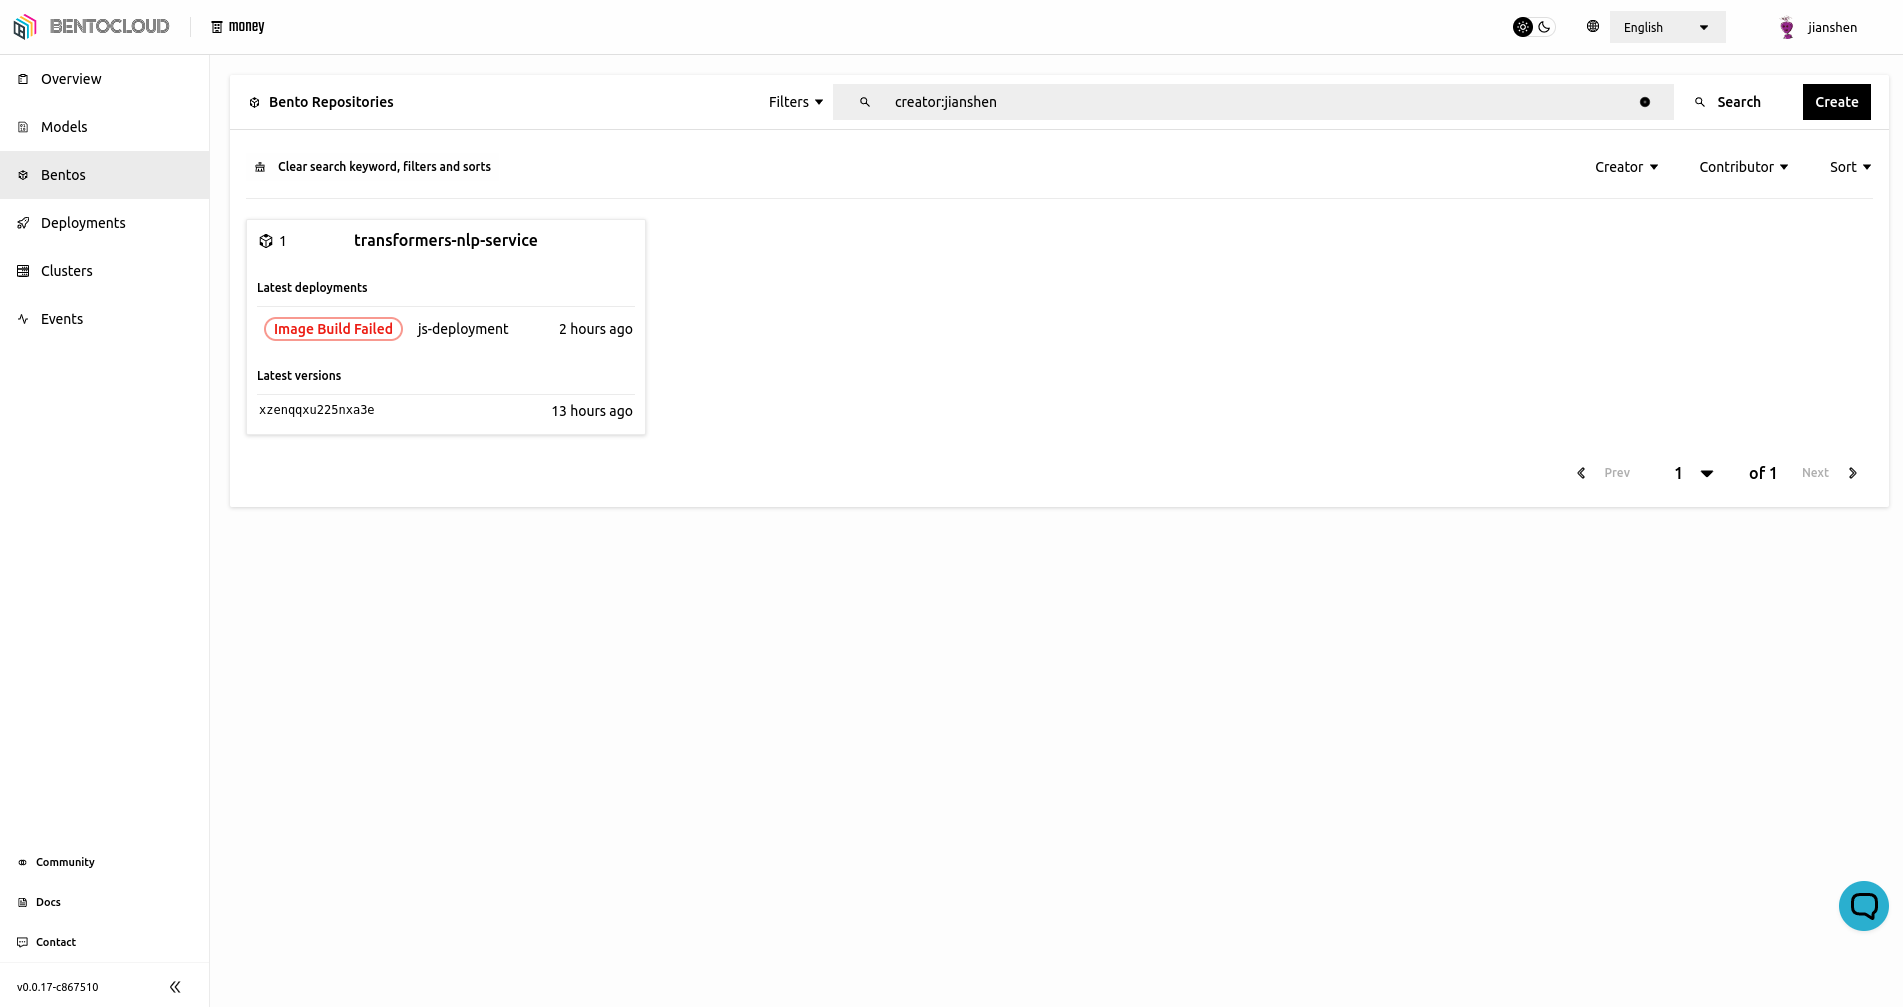 BENTOCLOUD money English jianshen
Overview
Models
Bentos
Deployments
Clusters
Events
Community
Docs
Contact
v0.0.17-c867510
Bento Repositories Filters creator:jianshen Search Create
Clear search keyword, filters and sorts Creator Contributor Sort
1 transformers-nlp-service
Latest deployments
Image Build Failed js-deployment 2 hours ago
Latest versions
xzenqqxu225nxa3e 13 hours ago
Prev 1 of 1 Next